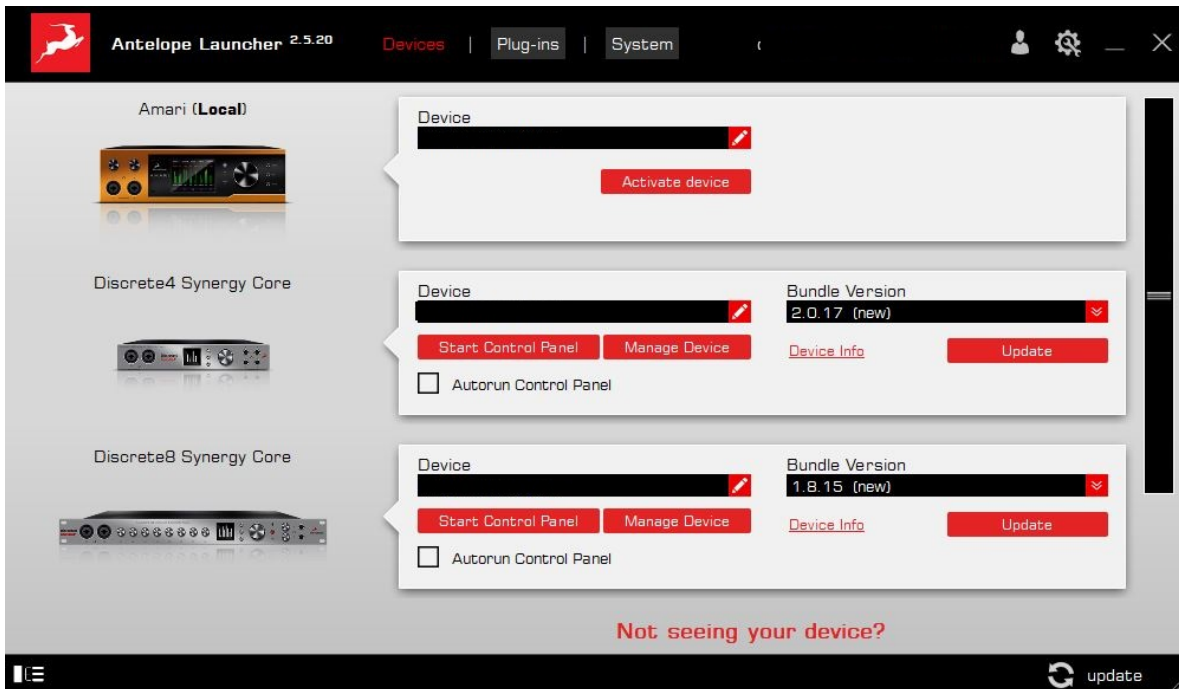 Antelope Launcher 2.5.20 Devices | Plug-ins | System
Amari (Local)
Device
Activate device
Discrete4 Synergy Core
Device
Bundle Version
2.0.17 (new)
Start Control Panel Manage Device
Device Info
Update
Autorun Control Panel
Discrete8 Synergy Core
Device
Bundle Version
1.8.15 (new)
Start Control Panel Manage Device
Device Info
Update
Autorun Control Panel
Not seeing your device?
update